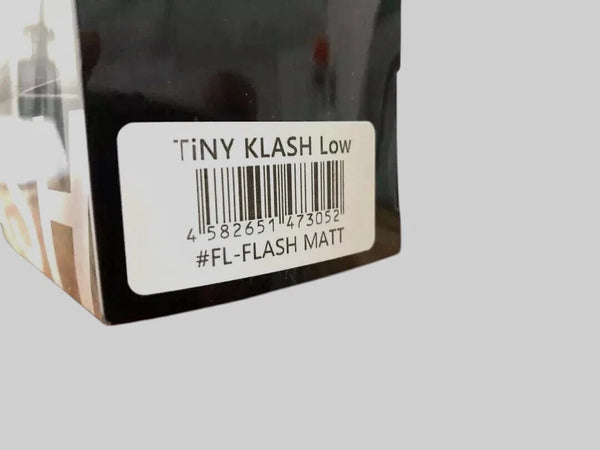 TiNY KLASH Low
4 582651 473052
#FL-FLASH MATT